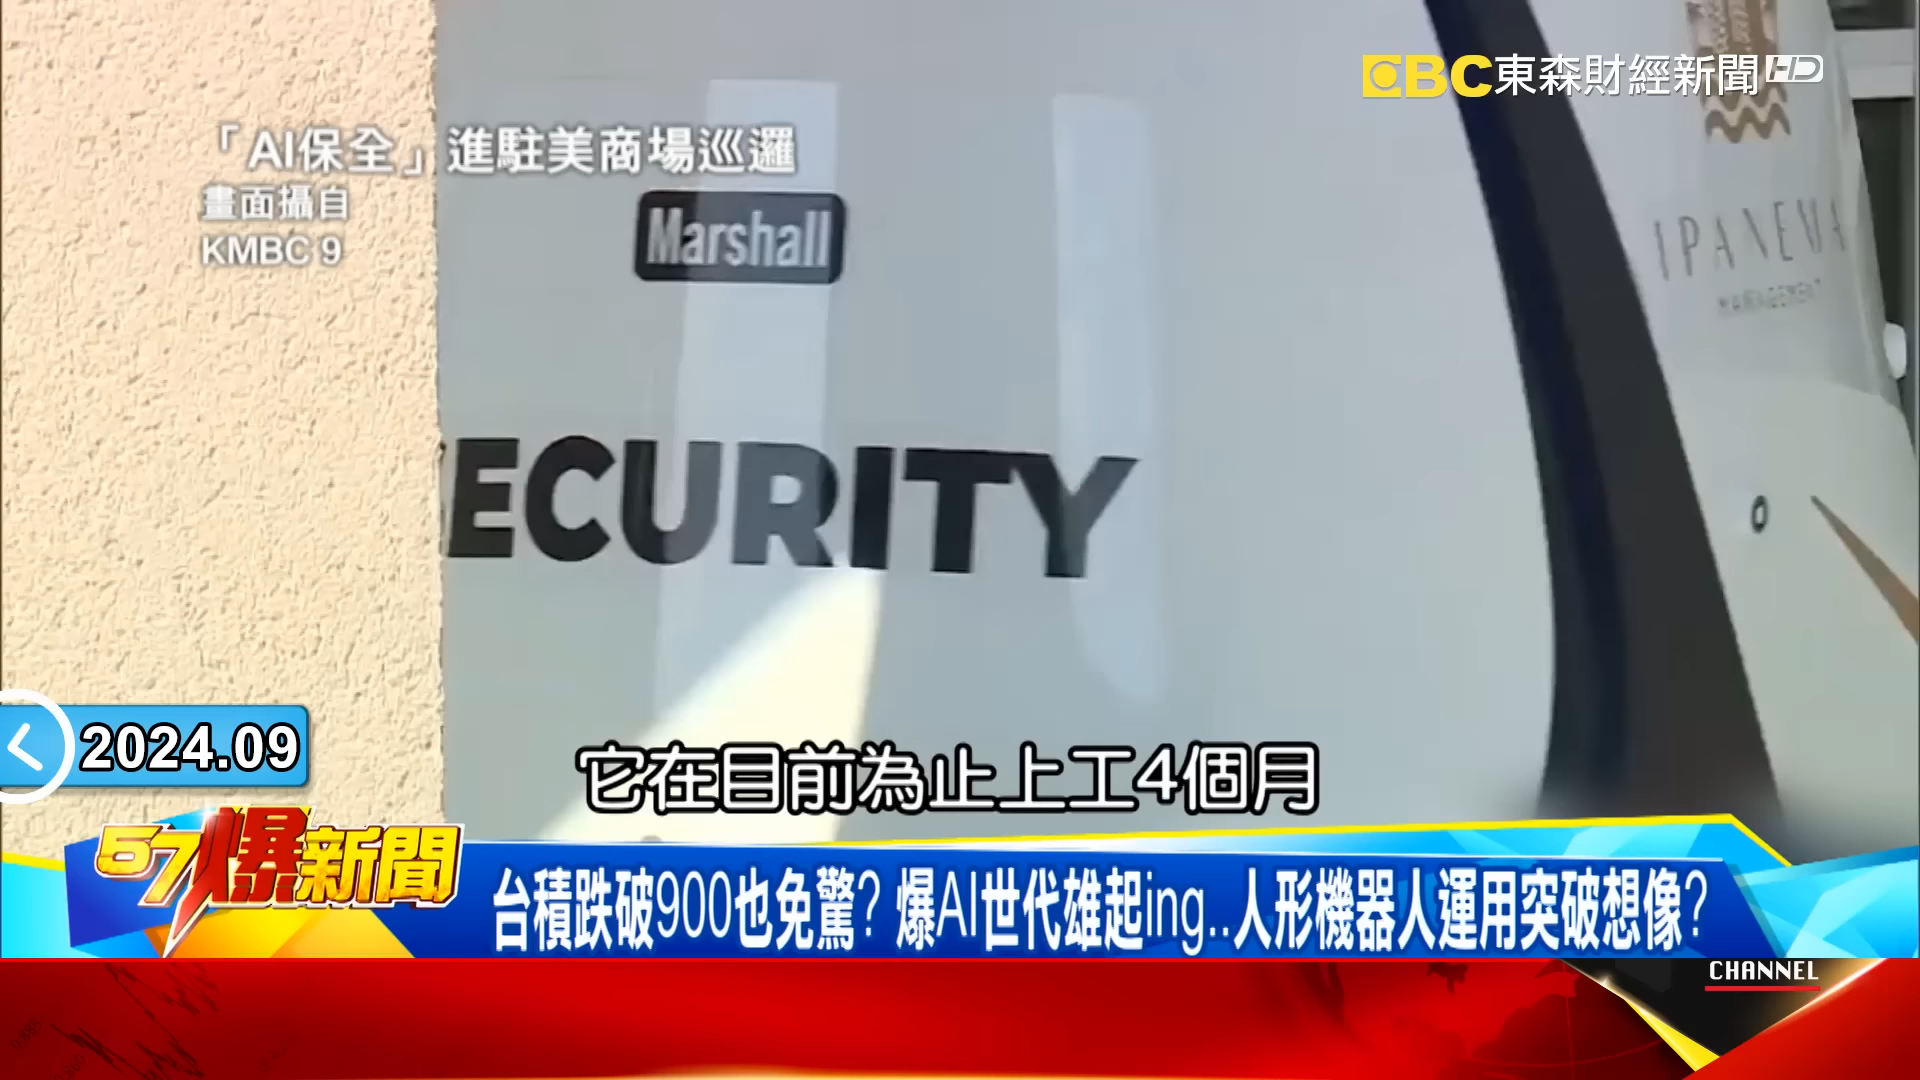 EBC東森財經新聞HD
「AI保全」進駐美商場巡邏
畫面攝自
KMBC 9
Marshall
IPANEMA
MANAGEMENT
ECURITY
2024.09
它在目前為止上工4個月
57爆新聞
台積跌破900也免驚? 爆AI世代雄起ing..人形機器人運用突破想像?
CHANNEL